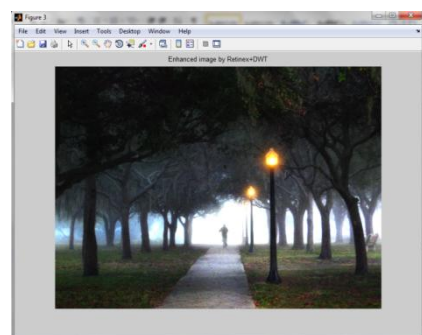 Figure 3
File Edit View Insert Tools Desktop Window Help
Enhanced image by Retinex+DWT